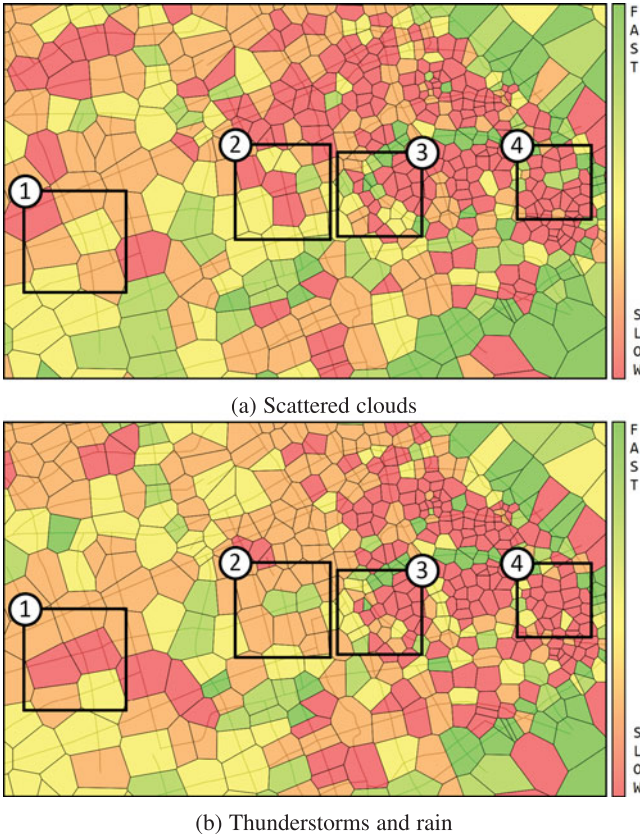 F
A
S
T
2
3
4
1
S
L
O
W
(a) Scattered clouds
F
A
S
T
2
3
4
1
S
L
O
W
(b) Thunderstorms and rain